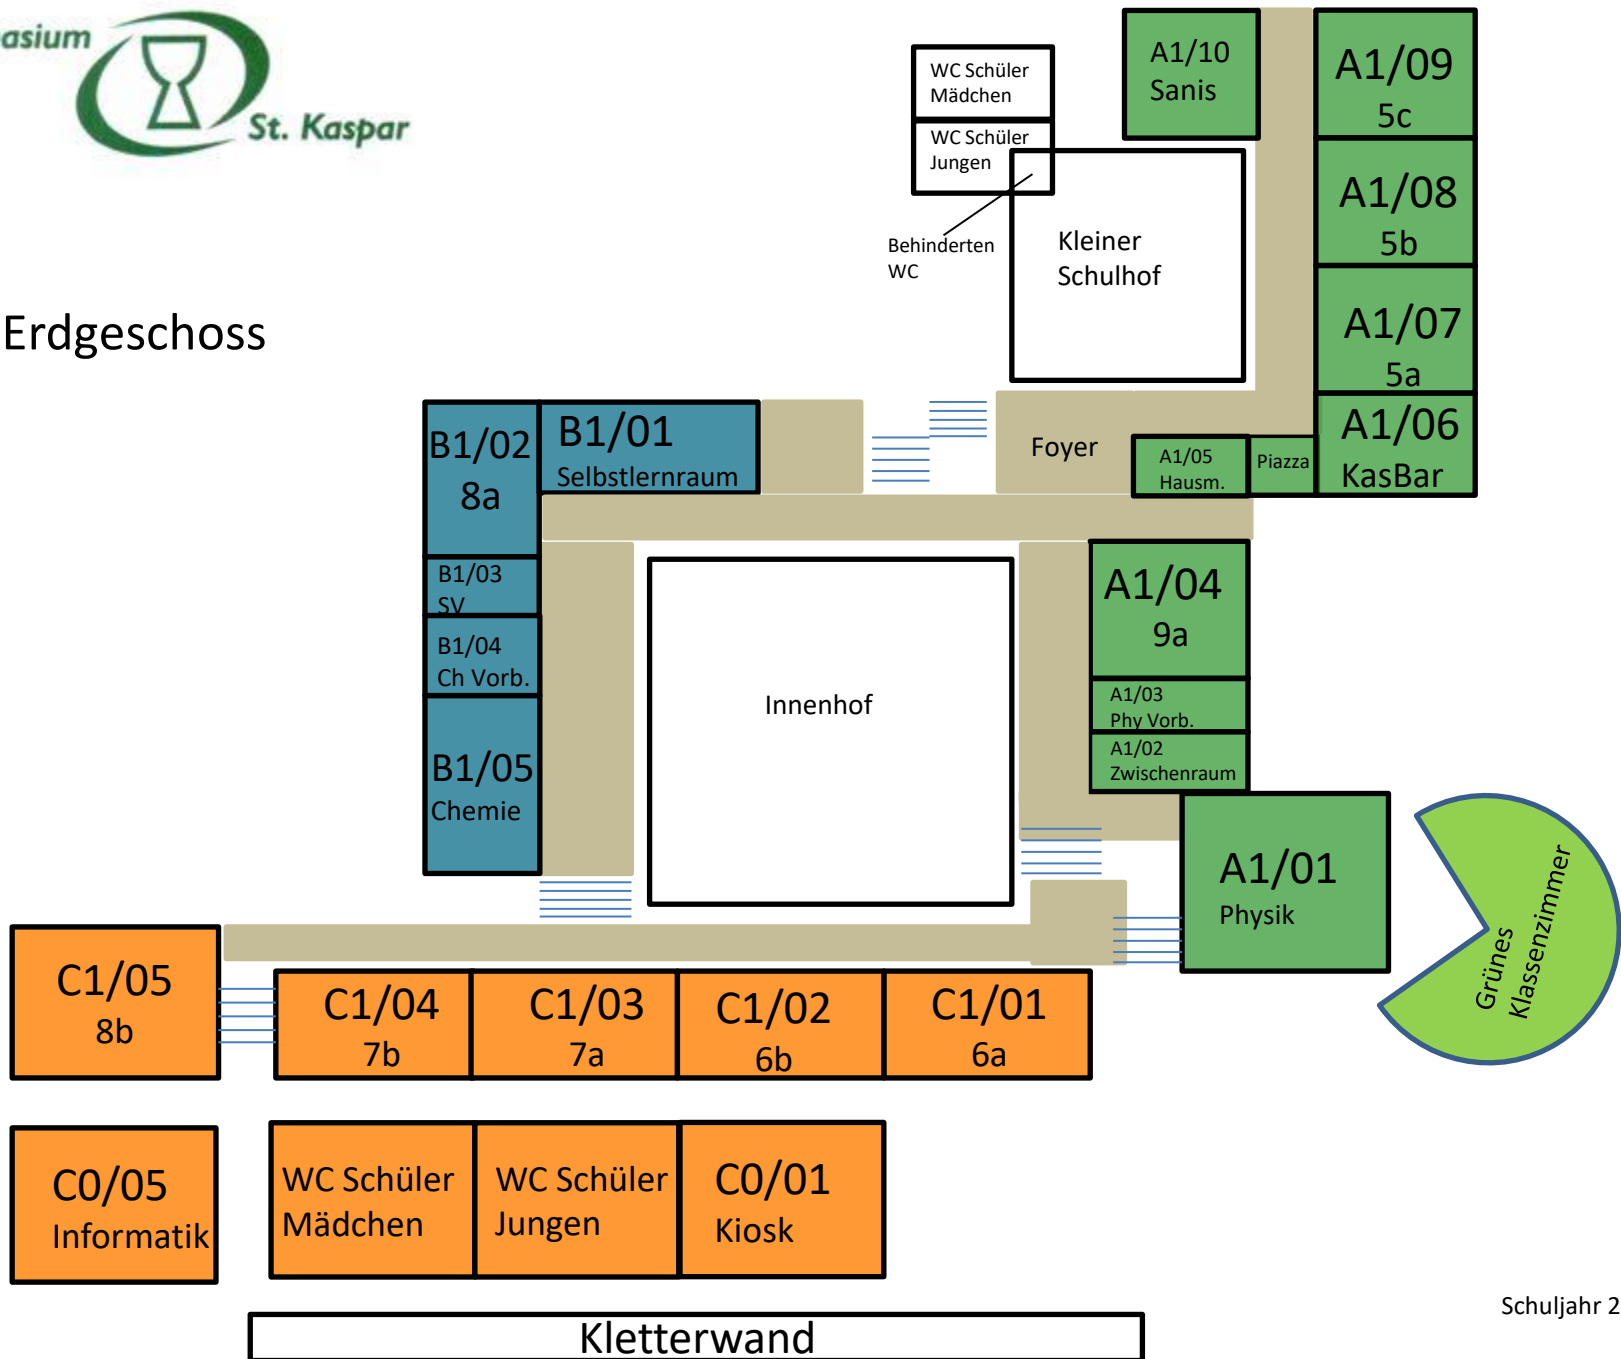 St. Kaspar
Erdgeschoss
WC Schüler
Mädchen
WC Schüler
Jungen
Behinderten
WC
Kleiner
Schulhof
A1/10
Sanis
A1/09
5c
A1/08
5b
A1/07
5a
A1/06
KasBar
Foyer
A1/05
Hausm.
Piazza
B1/02
8a
B1/01
Selbstlernraum
B1/03
SV
B1/04
Ch Vorb.
B1/05
Chemie
Innenhof
A1/04
9a
A1/03
Phy Vorb.
A1/02
Zwischenraum
A1/01
Physik
Grünes
Klassenzimmer
C1/05
8b
C1/04
7b
C1/03
7a
C1/02
6b
C1/01
6a
C0/05
Informatik
WC Schüler
Mädchen
WC Schüler
Jungen
C0/01
Kiosk
Schuljahr 2
Kletterwand